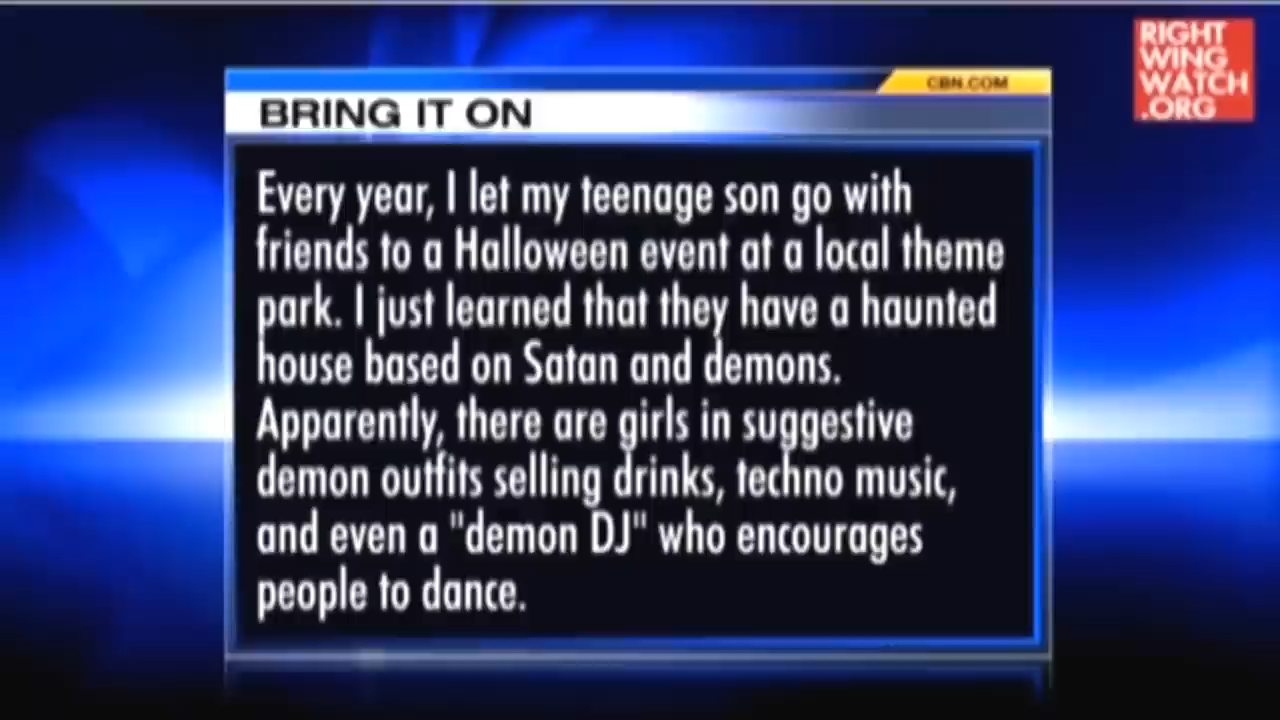 RIGHT
WING
WATCH
.ORG
CBN.COM
BRING IT ON
Every year, I let my teenage son go with
friends to a Halloween event at a local theme
park. I just learned that they have a haunted
house based on Satan and demons.
Apparently, there are girls in suggestive
demon outfits selling drinks, techno music,
and even a "demon DJ" who encourages
people to dance.